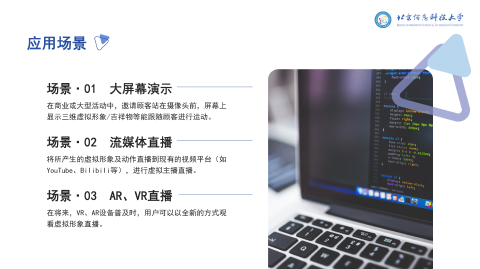 北京信息科技大学
应用场景
场景·01 大屏幕演示
在商业或大型活动中，邀请顾客站在摄像头前，屏幕上
显示三维虚拟形象/吉祥物等能跟随顾客进行运动。
场景·02 流媒体直播
将所产生的虚拟形象及动作直播到现有的视频平台（如
YouTube、Bilibili等），进行虚拟主播直播。
场景·03 AR、VR直播
在将来，VR、AR设备普及时，用户可以以全新的方式观
看虚拟形象直播。